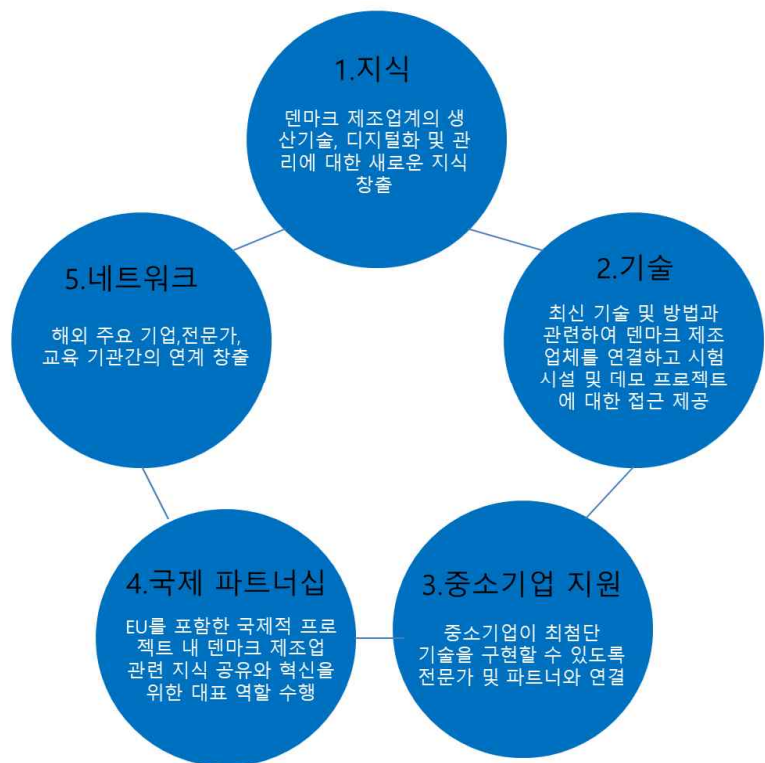 1.지식
덴마크 제조업계의 생
산기술, 디지털화 및 관
리에 대한 새로운 지식
창출
2.기술
최신 기술 및 방법과
관련하여 덴마크 제조
업체를 연결하고 시험
시설 및 데모 프로젝트
에 대한 접근 제공
3.중소기업 지원
중소기업이 최첨단
기술을 구현할 수 있도록
전문가 및 파트너와 연결
4.국제 파트너십
EU를 포함한 국제적 프로
젝트 내 덴마크 제조업
관련 지식 공유와 혁신을
위한 대표 역할 수행
5.네트워크
해외 주요 기업,전문가,
교육 기관간의 연계 창출